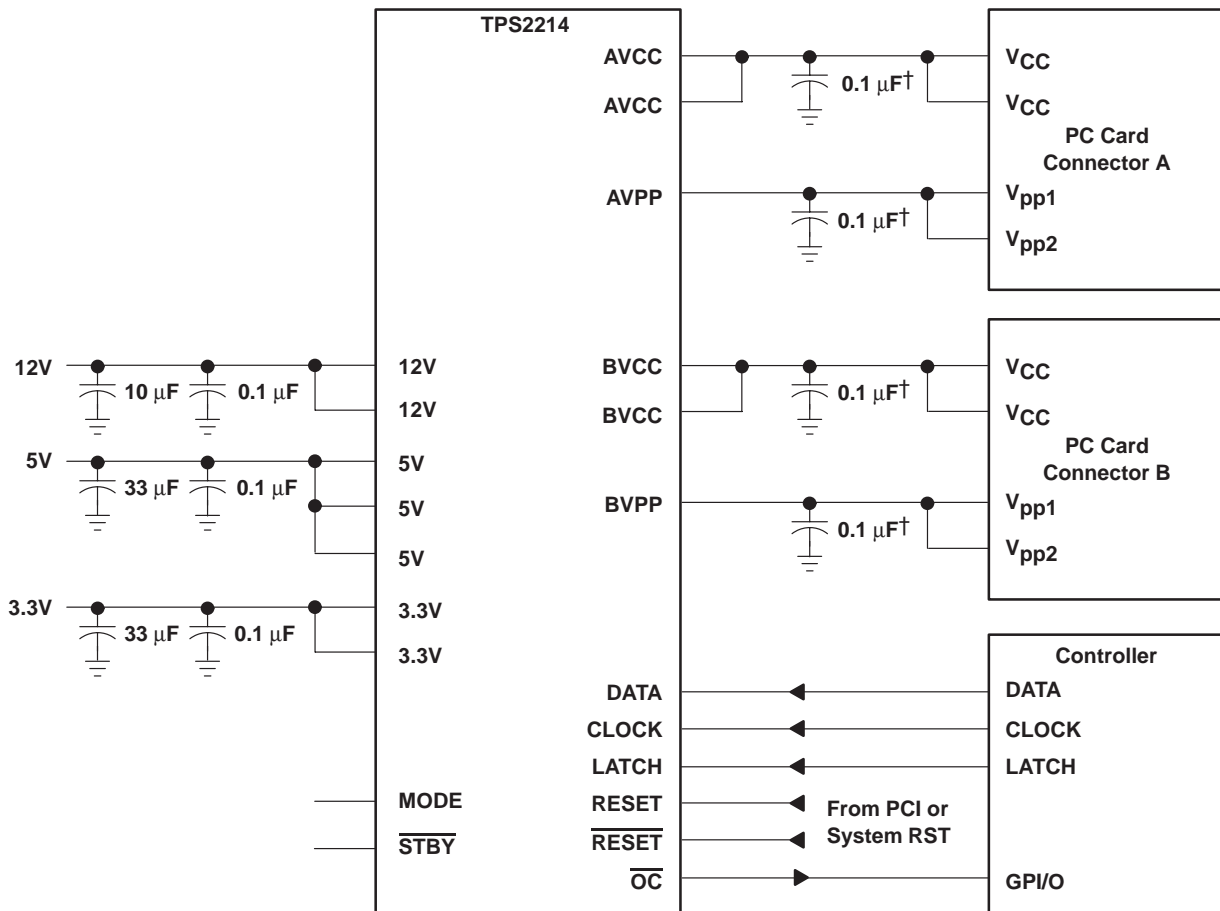 TPS2214
AVCC
AVCC
AVPP
0.1 μF†
0.1 μF†
VCC
VCC
PC Card
Connector A
Vpp1
Vpp2
12V
10 μF
0.1 μF
12V
12V
5V
33 μF
0.1 μF
5V
5V
5V
3.3V
33 μF
0.1 μF
3.3V
3.3V
BVCC
BVCC
BVPP
0.1 μF†
0.1 μF†
VCC
VCC
PC Card
Connector B
Vpp1
Vpp2
MODE
STBY
DATA
CLOCK
LATCH
RESET
RESET
OC
From PCI or
System RST
Controller
DATA
CLOCK
LATCH
GPI/O